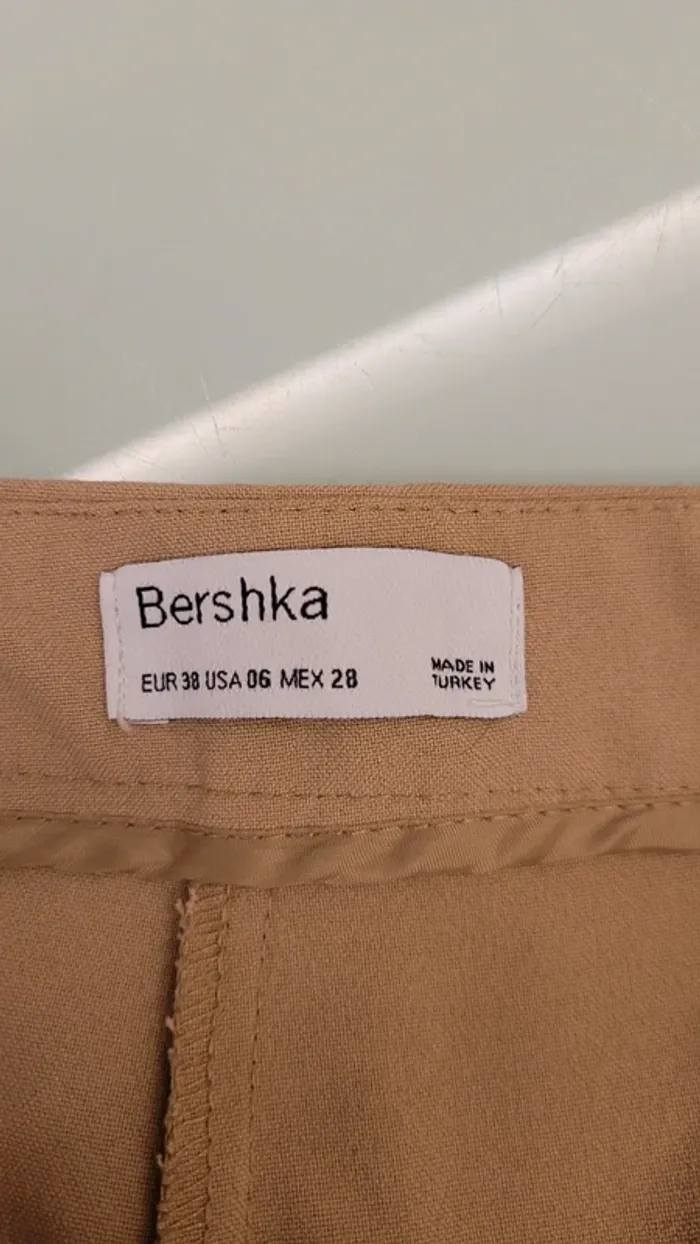 Bershka
EUR 38 USA 06 MEX 28
MADE IN
TURKEY